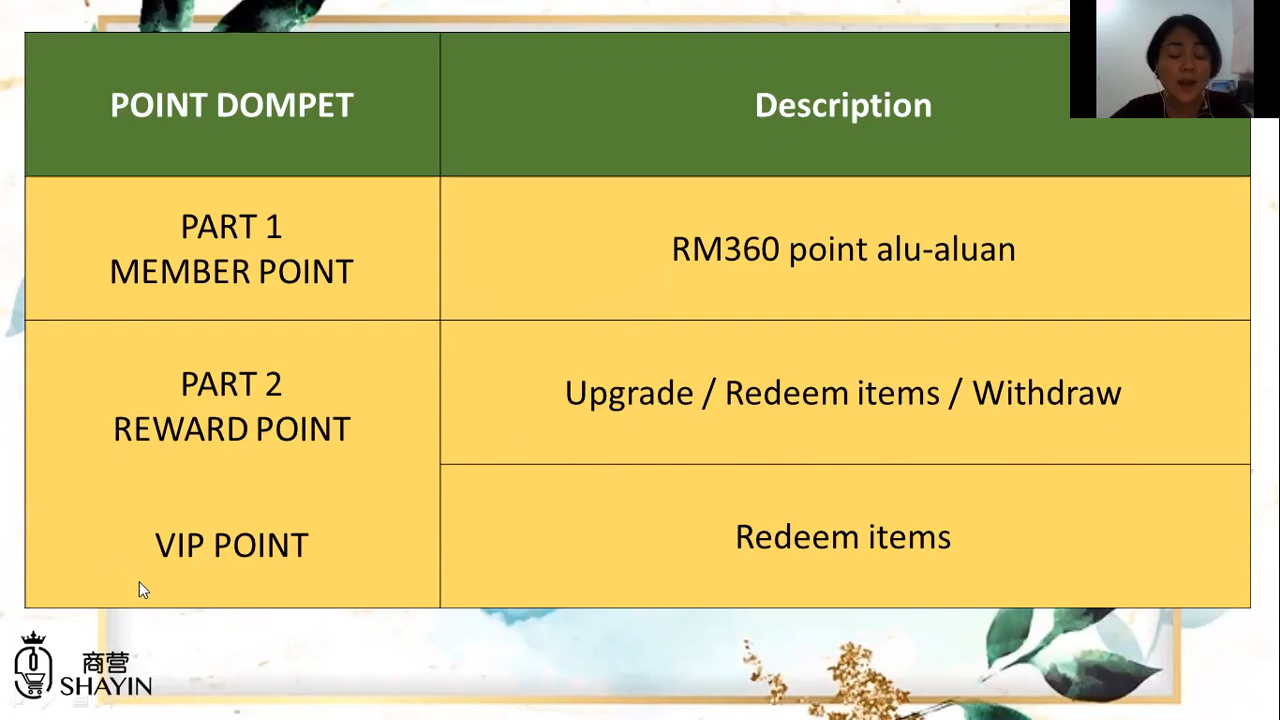 POINT DOMPET
Description
PART 1
MEMBER POINT
RM360 point alu-aluan
PART 2
REWARD POINT
Upgrade / Redeem items / Withdraw
VIP POINT
Redeem items
商营
SHAYIN